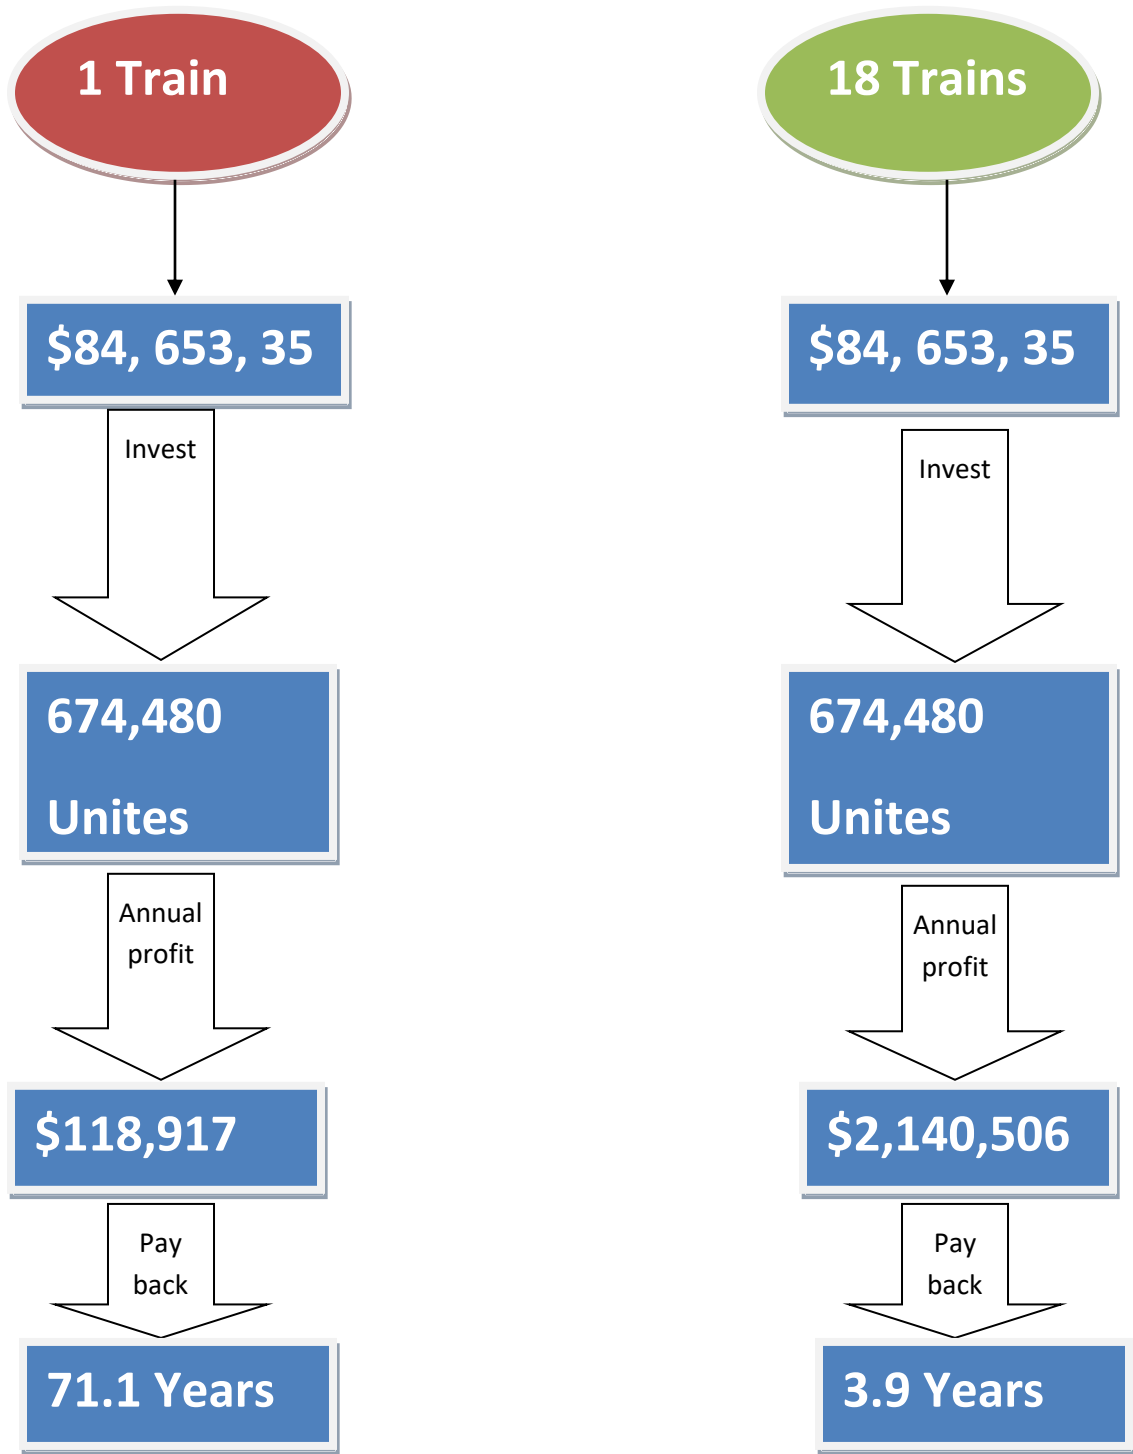 1 Train
$84, 653, 35
Invest
674,480
Unites
Annual
profit
$118,917
Pay
back
71.1 Years
18 Trains
$84, 653, 35
Invest
674,480
Unites
Annual
profit
$2,140,506
Pay
back
3.9 Years